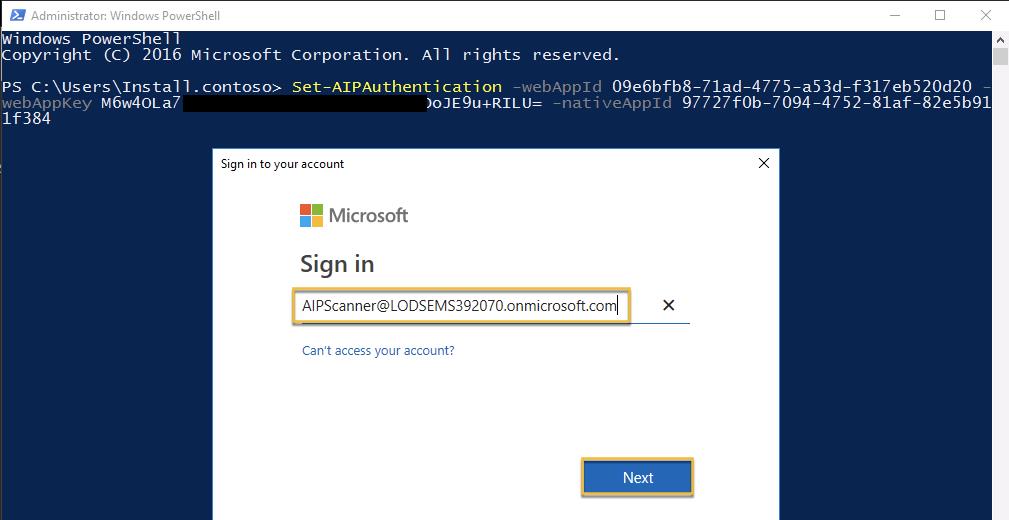 Administrator: Windows PowerShell
Windows PowerShell
Copyright (C) 2016 Microsoft Corporation. All rights reserved.
PS C:\Users\Install.contoso> Set-AIPAuthentication -webAppId 09e6bfb8-71ad-4775-a53d-f317eb520d20 -
webAppKey M6w4OLa7 DoJE9u+RILU= -nativeAppId 97727f0b-7094-4752-81af-82e5b91
1f384
Sign in to your account
Microsoft
Sign in
AIPScanner@LODSEMS392070.onmicrosoft.com
Can't access your account?
Next